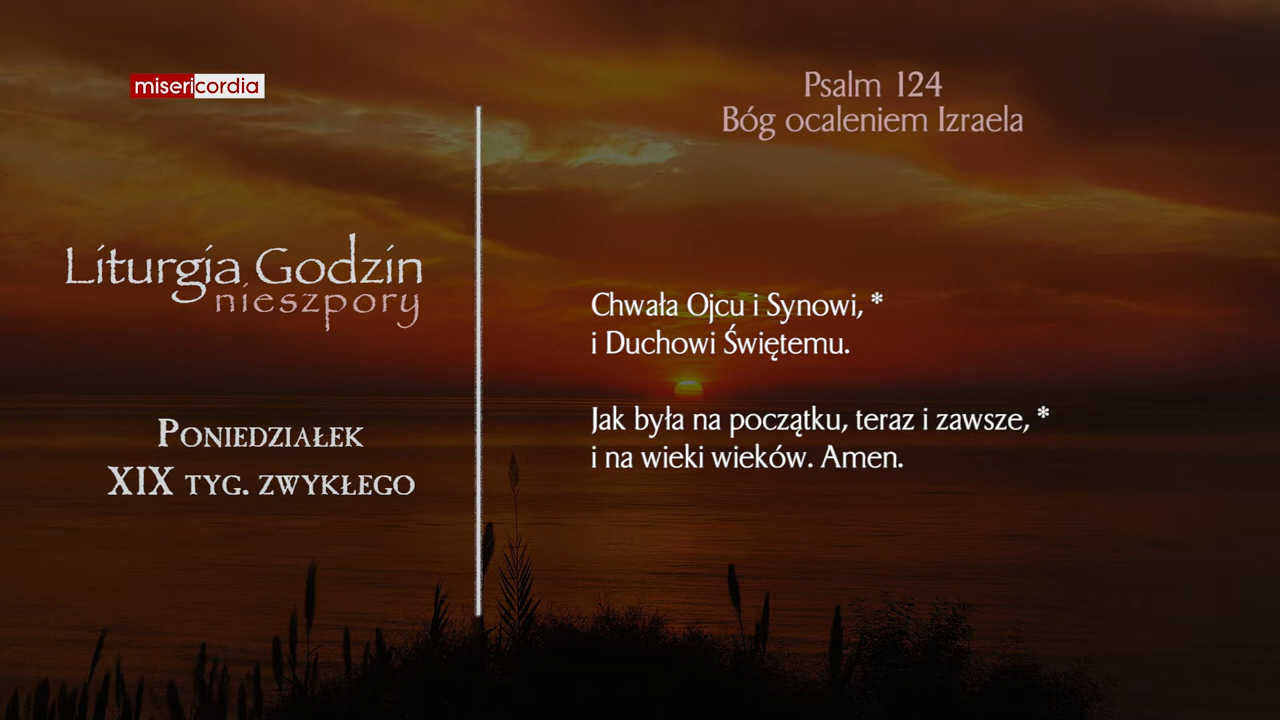 misericordia
Liturgia Godzin
nieszpory
Poniedziałek
XIX tyg. zwykłego
Psalm 124
Bóg ocaleniem Izraela
Chwała Ojcu i Synowi, *
i Duchowi Świętemu.
Jak była na początku, teraz i zawsze, *
i na wieki wieków. Amen.